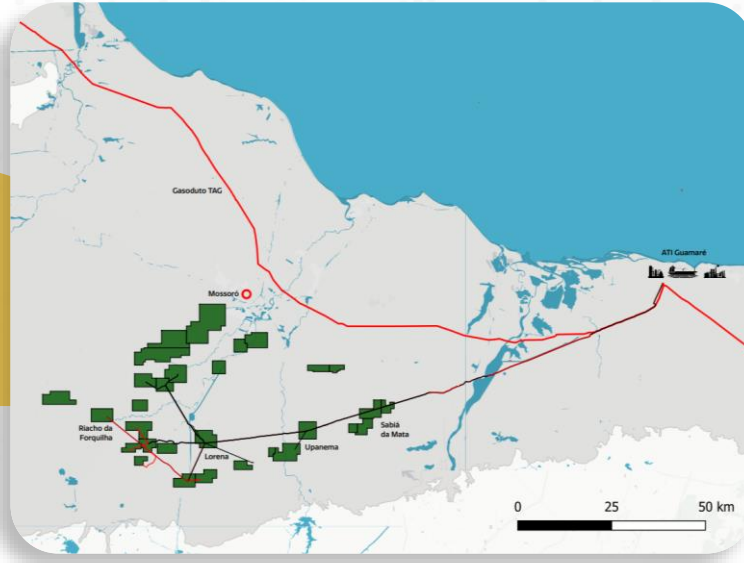 Gasoduto TAG
ATI Guamaré
Mossoró
Riacho da
Forquilha
Lorena
Upanema
Sabiá
da Mata
0 25 50 km